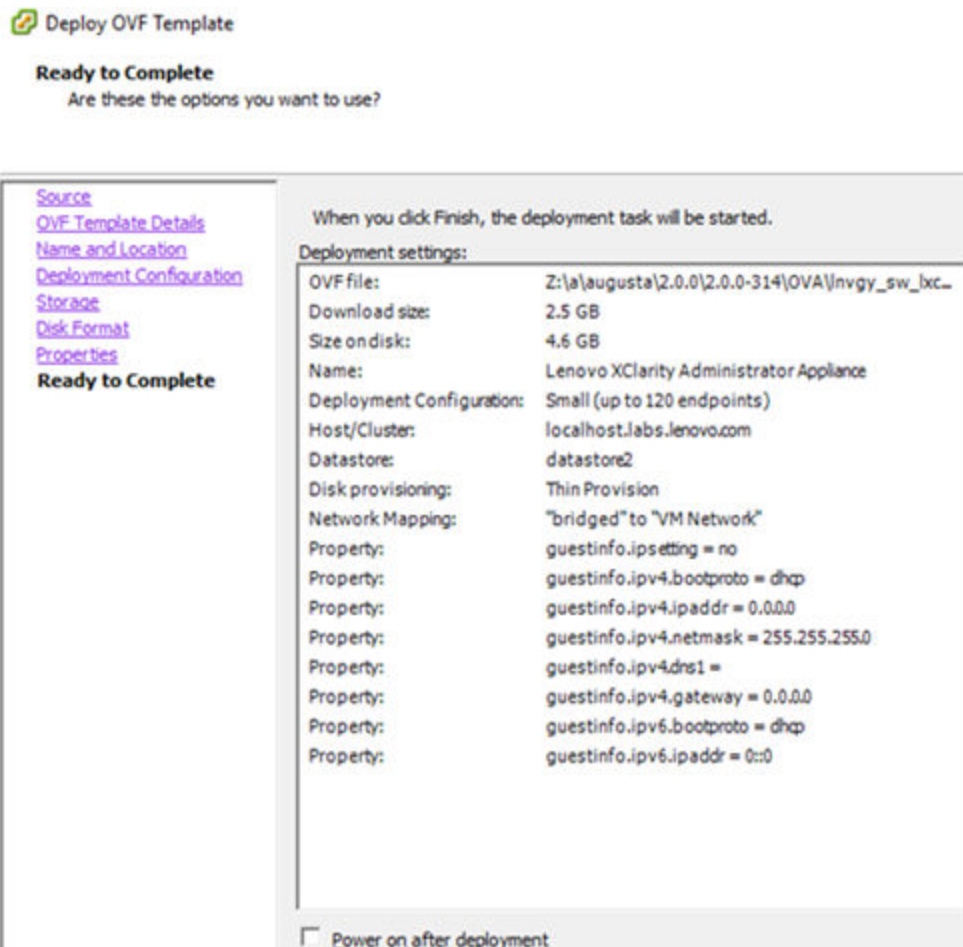 Deploy OVF Template
Ready to Complete
Are these the options you want to use?
Source
OVF Template Details
Name and Location
Deployment Configuration
Storage
Disk Format
Properties
Ready to Complete
When you click Finish, the deployment task will be started.
Deployment settings:
OVF file: Z:\a\augusta\2.0.0\2.0.0-314\OVA\lnvgy_sw_lxc...
Download size: 2.5 GB
Size on disk: 4.6 GB
Name: Lenovo XClarity Administrator Appliance
Deployment Configuration: Small (up to 120 endpoints)
Host/Cluster: localhost.labs.lenovo.com
Datastore: datastore2
Disk provisioning: Thin Provision
Network Mapping: "bridged" to "VM Network"
Property: guestinfo.ipsetting = no
Property: guestinfo.ipv4.bootproto = dhcp
Property: guestinfo.ipv4.ipaddr = 0.0.0.0
Property: guestinfo.ipv4.netmask = 255.255.255.0
Property: guestinfo.ipv4.dns1 =
Property: guestinfo.ipv4.gateway = 0.0.0.0
Property: guestinfo.ipv6.bootproto = dhcp
Property: guestinfo.ipv6.ipaddr = 0::0
Power on after deployment